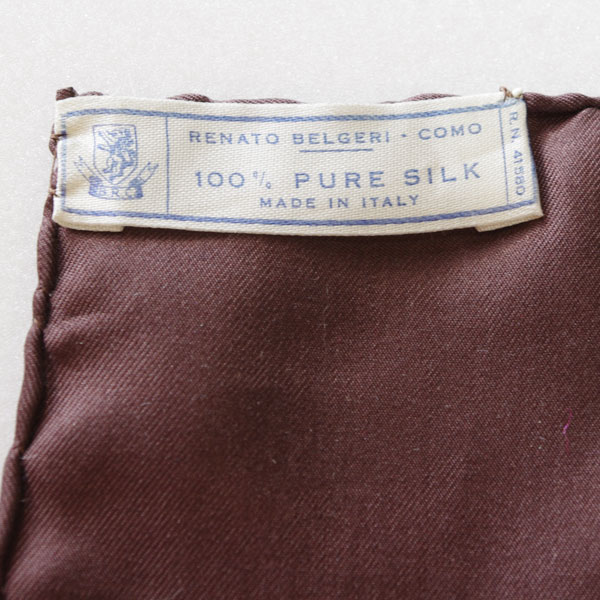 RENATO BELGERI - COMO
100% PURE SILK
MADE IN ITALY
R.N. 41580